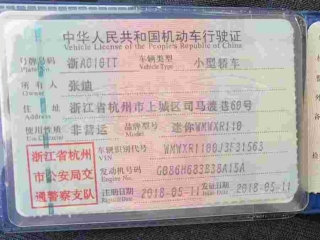 中华人民共和国机动车行驶证
Vehicle License of the People's Republic of China
号牌号码 浙A016TT 车辆类型 小型轿车
Plate No. Vehicle Type
所有人 张迪
Owner
住址 浙江省杭州市上城区司马渡巷60号
Address
使用性质 非营运 品牌型号 迷你WMWXR110
Use Character Model
浙江省杭州市公安局交通警察支队
车辆识别代号
VIN
发动机号码
Engine No.
注册日期 2018-05-11 发证日期 2018-05-11
Register Date Issue Date